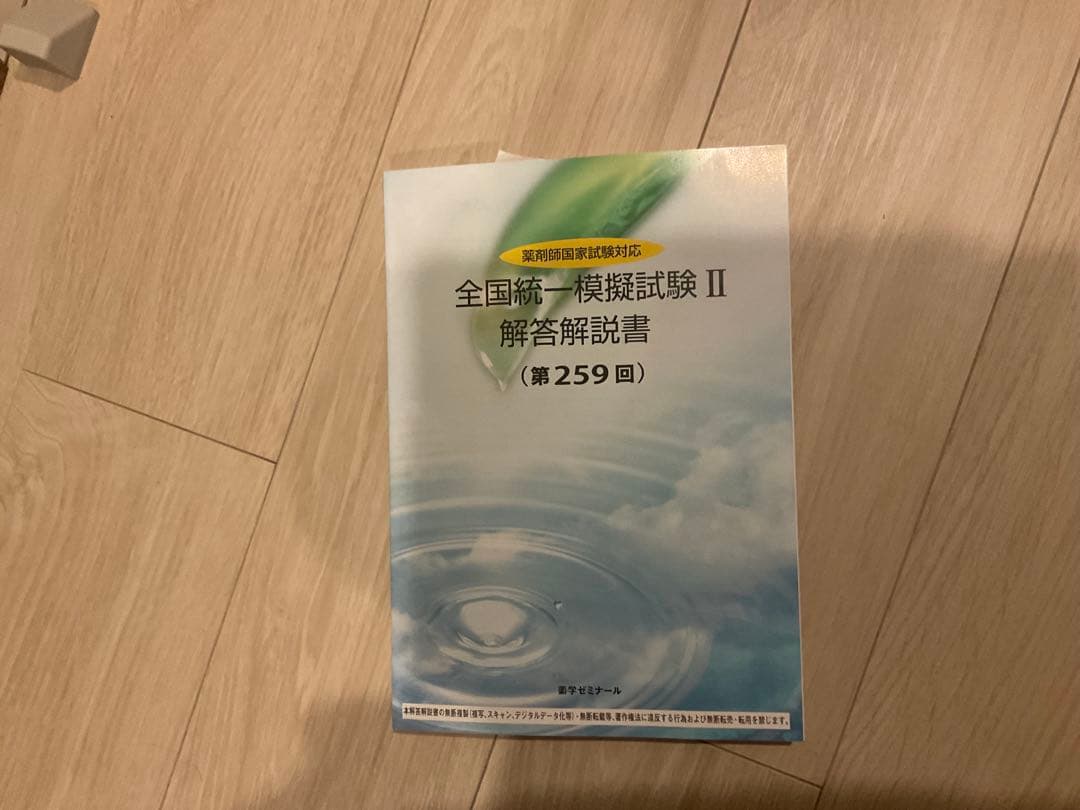 薬剤師国家試験対応
全国統一模擬試験 Ⅱ
解答解説書
（第259回）
薬学ゼミナール
本解答解説書の無断複製（複写、スキャン、デジタルデータ化等）・無断転載等、著作権法に違反する行為および無断転売・転用を禁じます。